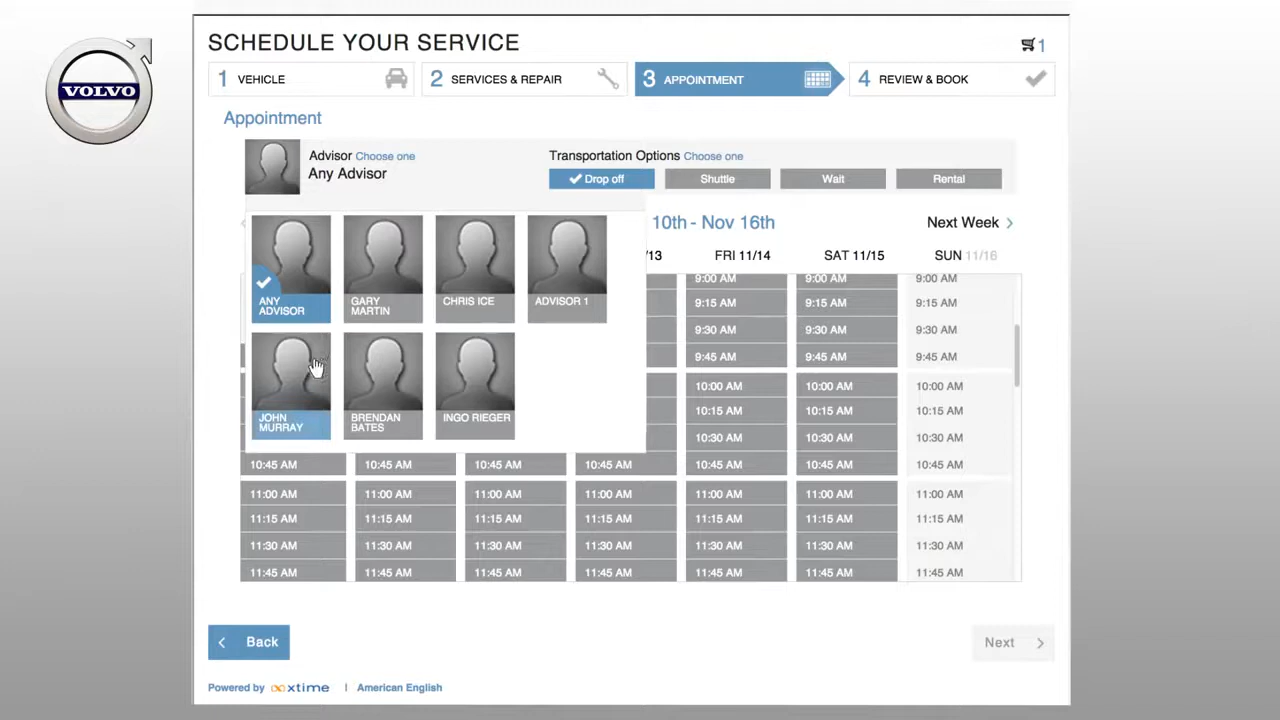 VOLVO
SCHEDULE YOUR SERVICE
1
1 VEHICLE
2 SERVICES & REPAIR
3 APPOINTMENT
4 REVIEW & BOOK
Appointment
Advisor Choose one
Any Advisor
Transportation Options Choose one
Drop off
Shuttle
Wait
Rental
10th - Nov 16th
Next Week
/13
FRI 11/14
SAT 11/15
SUN 11/16
ANY
ADVISOR
GARY
MARTIN
CHRIS ICE
ADVISOR 1
JOHN
MURRAY
BRENDAN
BATES
INGO RIEGER
9:00 AM 9:00 AM 9:00 AM
9:15 AM 9:15 AM 9:15 AM
9:30 AM 9:30 AM 9:30 AM
9:45 AM 9:45 AM 9:45 AM
10:00 AM 10:00 AM 10:00 AM
10:15 AM 10:15 AM 10:15 AM
10:30 AM 10:30 AM 10:30 AM
10:45 AM 10:45 AM 10:45 AM 10:45 AM 10:45 AM 10:45 AM 10:45 AM
11:00 AM 11:00 AM 11:00 AM 11:00 AM 11:00 AM 11:00 AM 11:00 AM
11:15 AM 11:15 AM 11:15 AM 11:15 AM 11:15 AM 11:15 AM 11:15 AM
11:30 AM 11:30 AM 11:30 AM 11:30 AM 11:30 AM 11:30 AM 11:30 AM
11:45 AM 11:45 AM 11:45 AM 11:45 AM 11:45 AM 11:45 AM 11:45 AM
Back
Next
Powered by xtime | American English